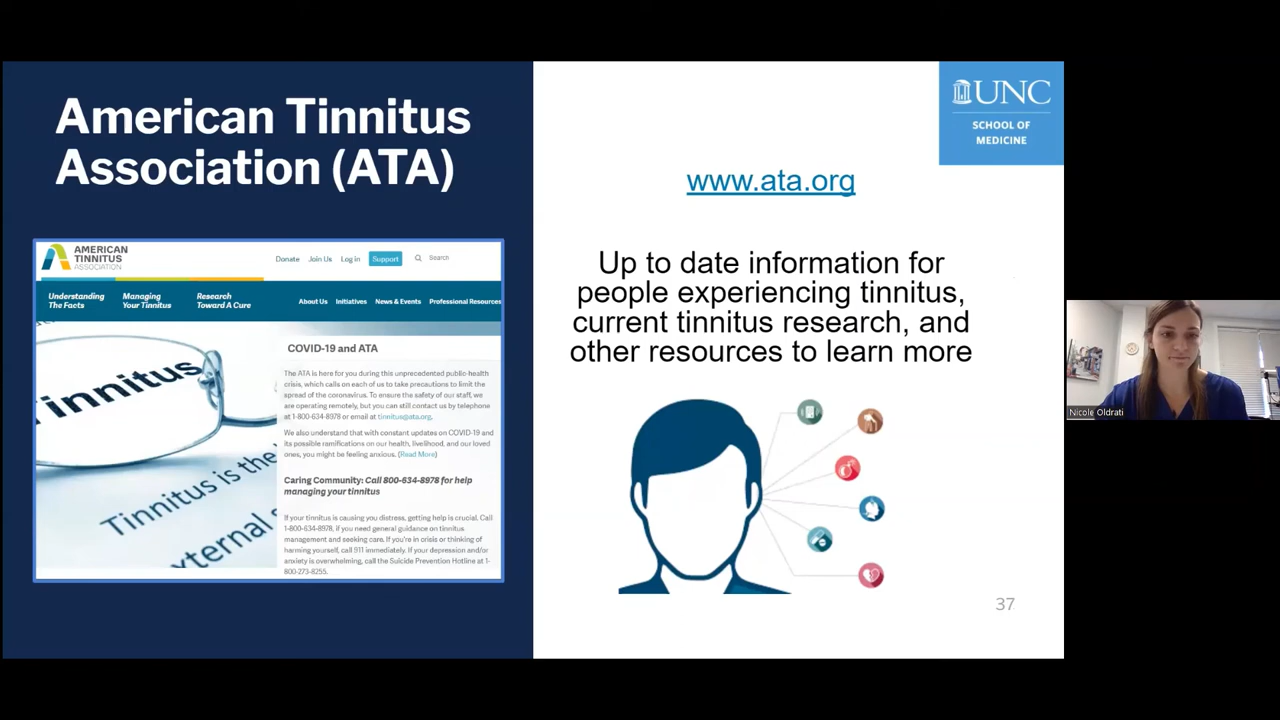 American Tinnitus
Association (ATA)
AMERICAN
TINNITUS
ASSOCIATION
Donate Join Us Log in Support Search
Understanding
The Facts
Managing
Your Tinnitus
Research
Toward A Cure
About Us Initiatives News & Events Professional Resources
Tinnitus
Tinnitus is the
external
COVID-19 and ATA
The ATA is here for you during this unprecedented public-health
crisis, which calls on each of us to take precautions to limit the
spread of the coronavirus. To ensure the safety of our staff, we
are operating remotely, but you can still contact us by telephone
at 1-800-634-8978 or email at tinnitus@ata.org.
We also understand that with constant updates on COVID-19 and
its possible ramifications on our health, livelihood, and our loved
ones, you might be feeling anxious. (Read More)
Caring Community: Call 800-634-8978 for help
managing your tinnitus
If your tinnitus is causing you distress, getting help is crucial. Call
1-800-634-8978, if you need general guidance on tinnitus
management and seeking care. If you're in crisis or thinking of
harming yourself, call 911 immediately. If your depression and/or
anxiety is overwhelming, call the Suicide Prevention Hotline at 1-
800-273-8255.
UNC
SCHOOL OF
MEDICINE
www.ata.org
Up to date information for
people experiencing tinnitus,
current tinnitus research, and
other resources to learn more
37
Nicole Oldrati